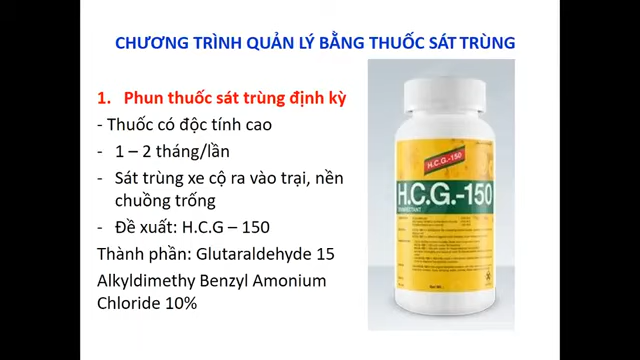 CHƯƠNG TRÌNH QUẢN LÝ BẰNG THUỐC SÁT TRÙNG
1. Phun thuốc sát trùng định kỳ
- Thuốc có độc tính cao
- 1 – 2 tháng/lần
- Sát trùng xe cộ ra vào trại, nền
chuồng trống
- Đề xuất: H.C.G – 150
Thành phần: Glutaraldehyde 15
Alkyldimethy Benzyl Amonium
Chloride 10%
H.C.G.-150
H.C.G.-150